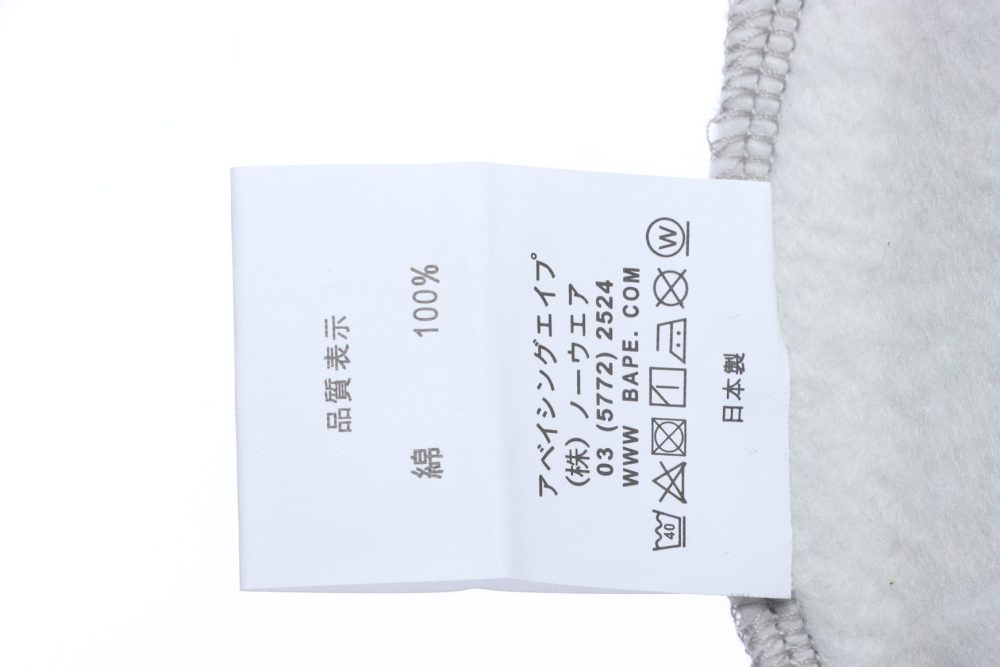 品質表示
綿 100%
アベイシングエイプ
(株) ノーウエア
03 (5772) 2524
WWW BAPE. COM
40 W
日本製